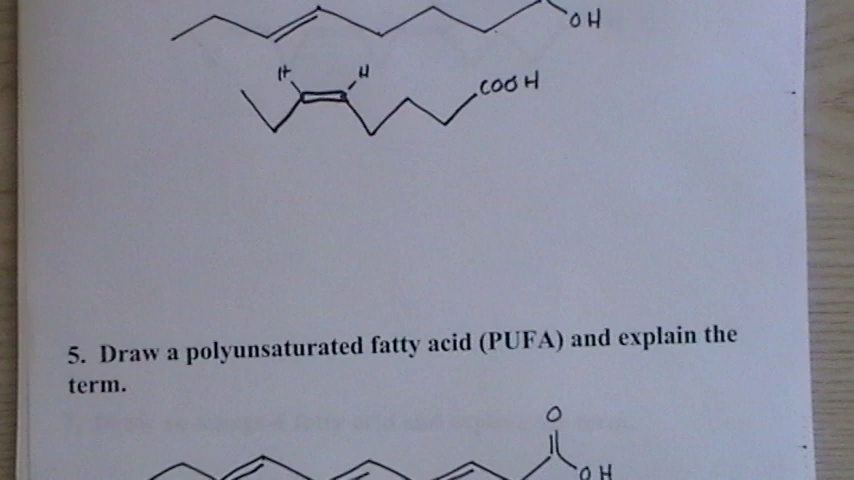 OH
H H
COOH
5. Draw a polyunsaturated fatty acid (PUFA) and explain the
term.
O
OH